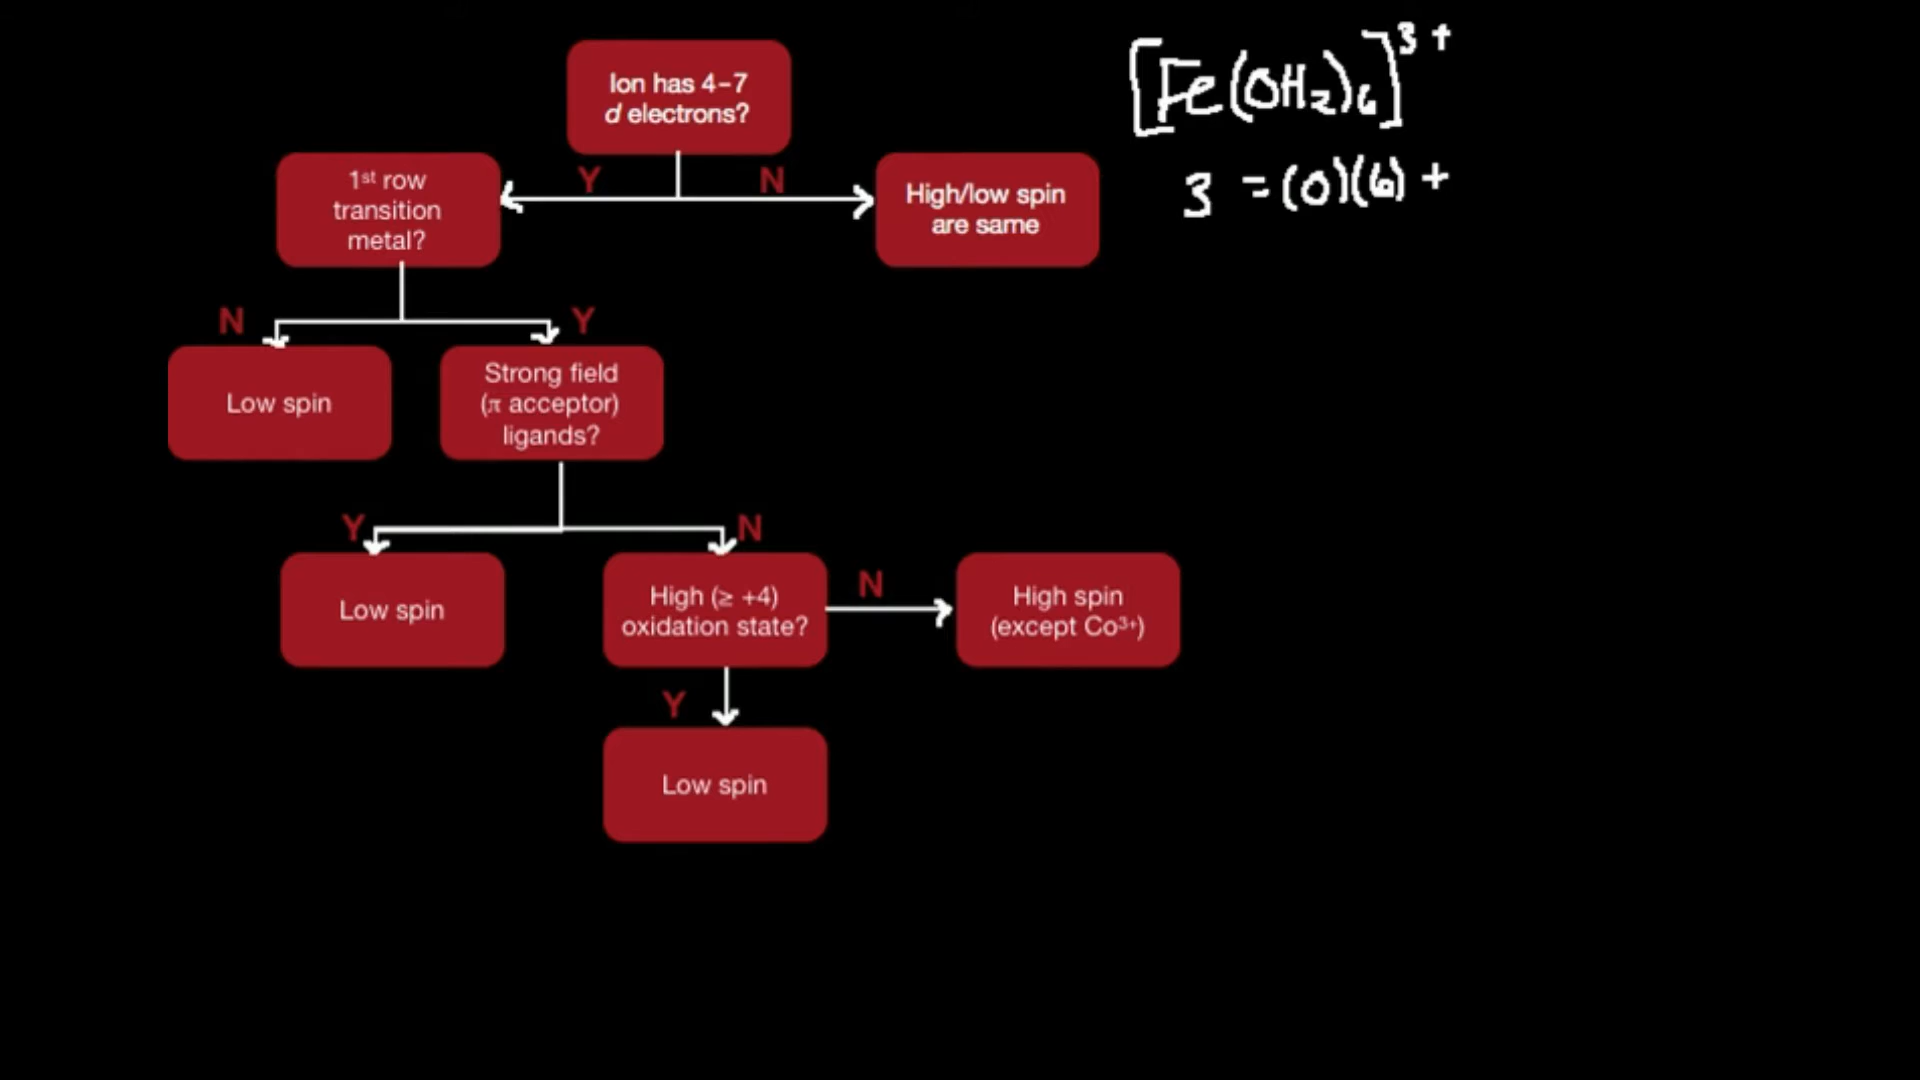 Ion has 4–7
d electrons?
Y
N
1st row
transition
metal?
High/low spin
are same
N
Y
Low spin
Strong field
(π acceptor)
ligands?
Y
N
Low spin
High (≥ +4)
oxidation state?
N
High spin
(except Co³⁺)
Y
Low spin
[Fe(OH₂)₆]³⁺
3 = (0)(6) +